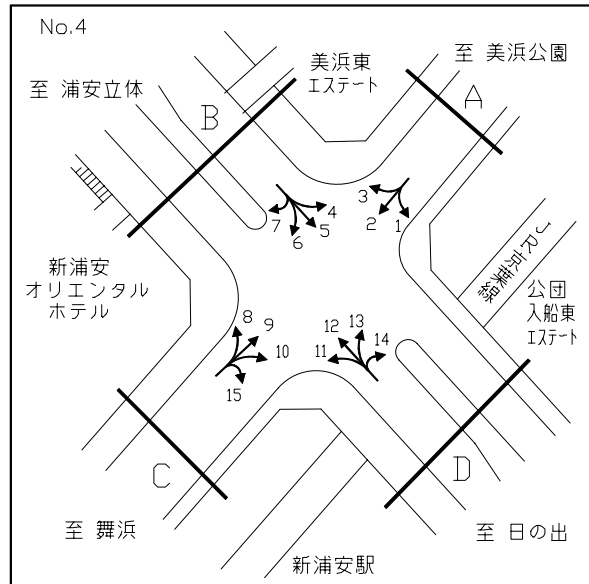 No.4
美浜東
エステート
至 美浜公園
至 浦安立体
A
B
3
2
1
7
6
5
4
JR京葉線
新浦安
オリエンタル
ホテル
公団
入船東
エステート
8
9
10
15
12
13
14
11
C
D
至 舞浜
至 日の出
新浦安駅